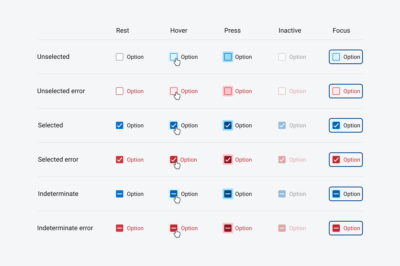 Rest Hover Press Inactive Focus
Unselected Option Option Option Option Option
Unselected error Option Option Option Option Option
Selected Option Option Option Option Option
Selected error Option Option Option Option Option
Indeterminate Option Option Option Option Option
Indeterminate error Option Option Option Option Option